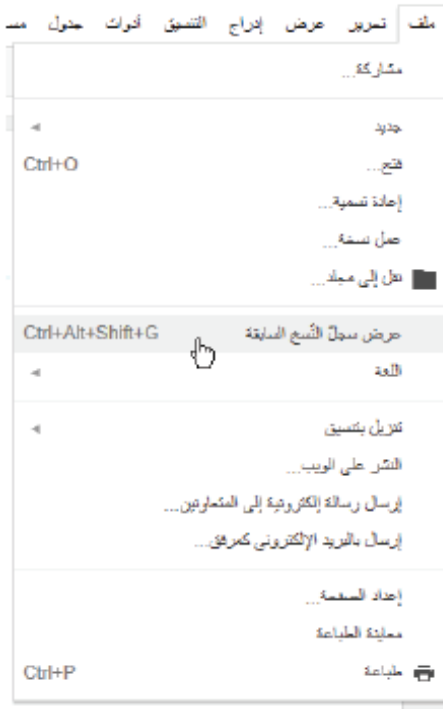 ملف تحرير عرض إدراج التنسيق أدوات جدول
مشاركة...
جديد
فتح... Ctrl+O
إعادة تسمية...
عمل نسخة...
نقل إلى مجلد...
عرض سجلّ النُسخ السابقة Ctrl+Alt+Shift+G
اللغة
تنزيل بتنسيق
النشر على الويب...
إرسال رسالة إلكترونية إلى المتعاونين...
إرسال بالبريد الإلكتروني كمرفق...
إعداد الصفحة...
معاينة الطباعة
طباعة Ctrl+P